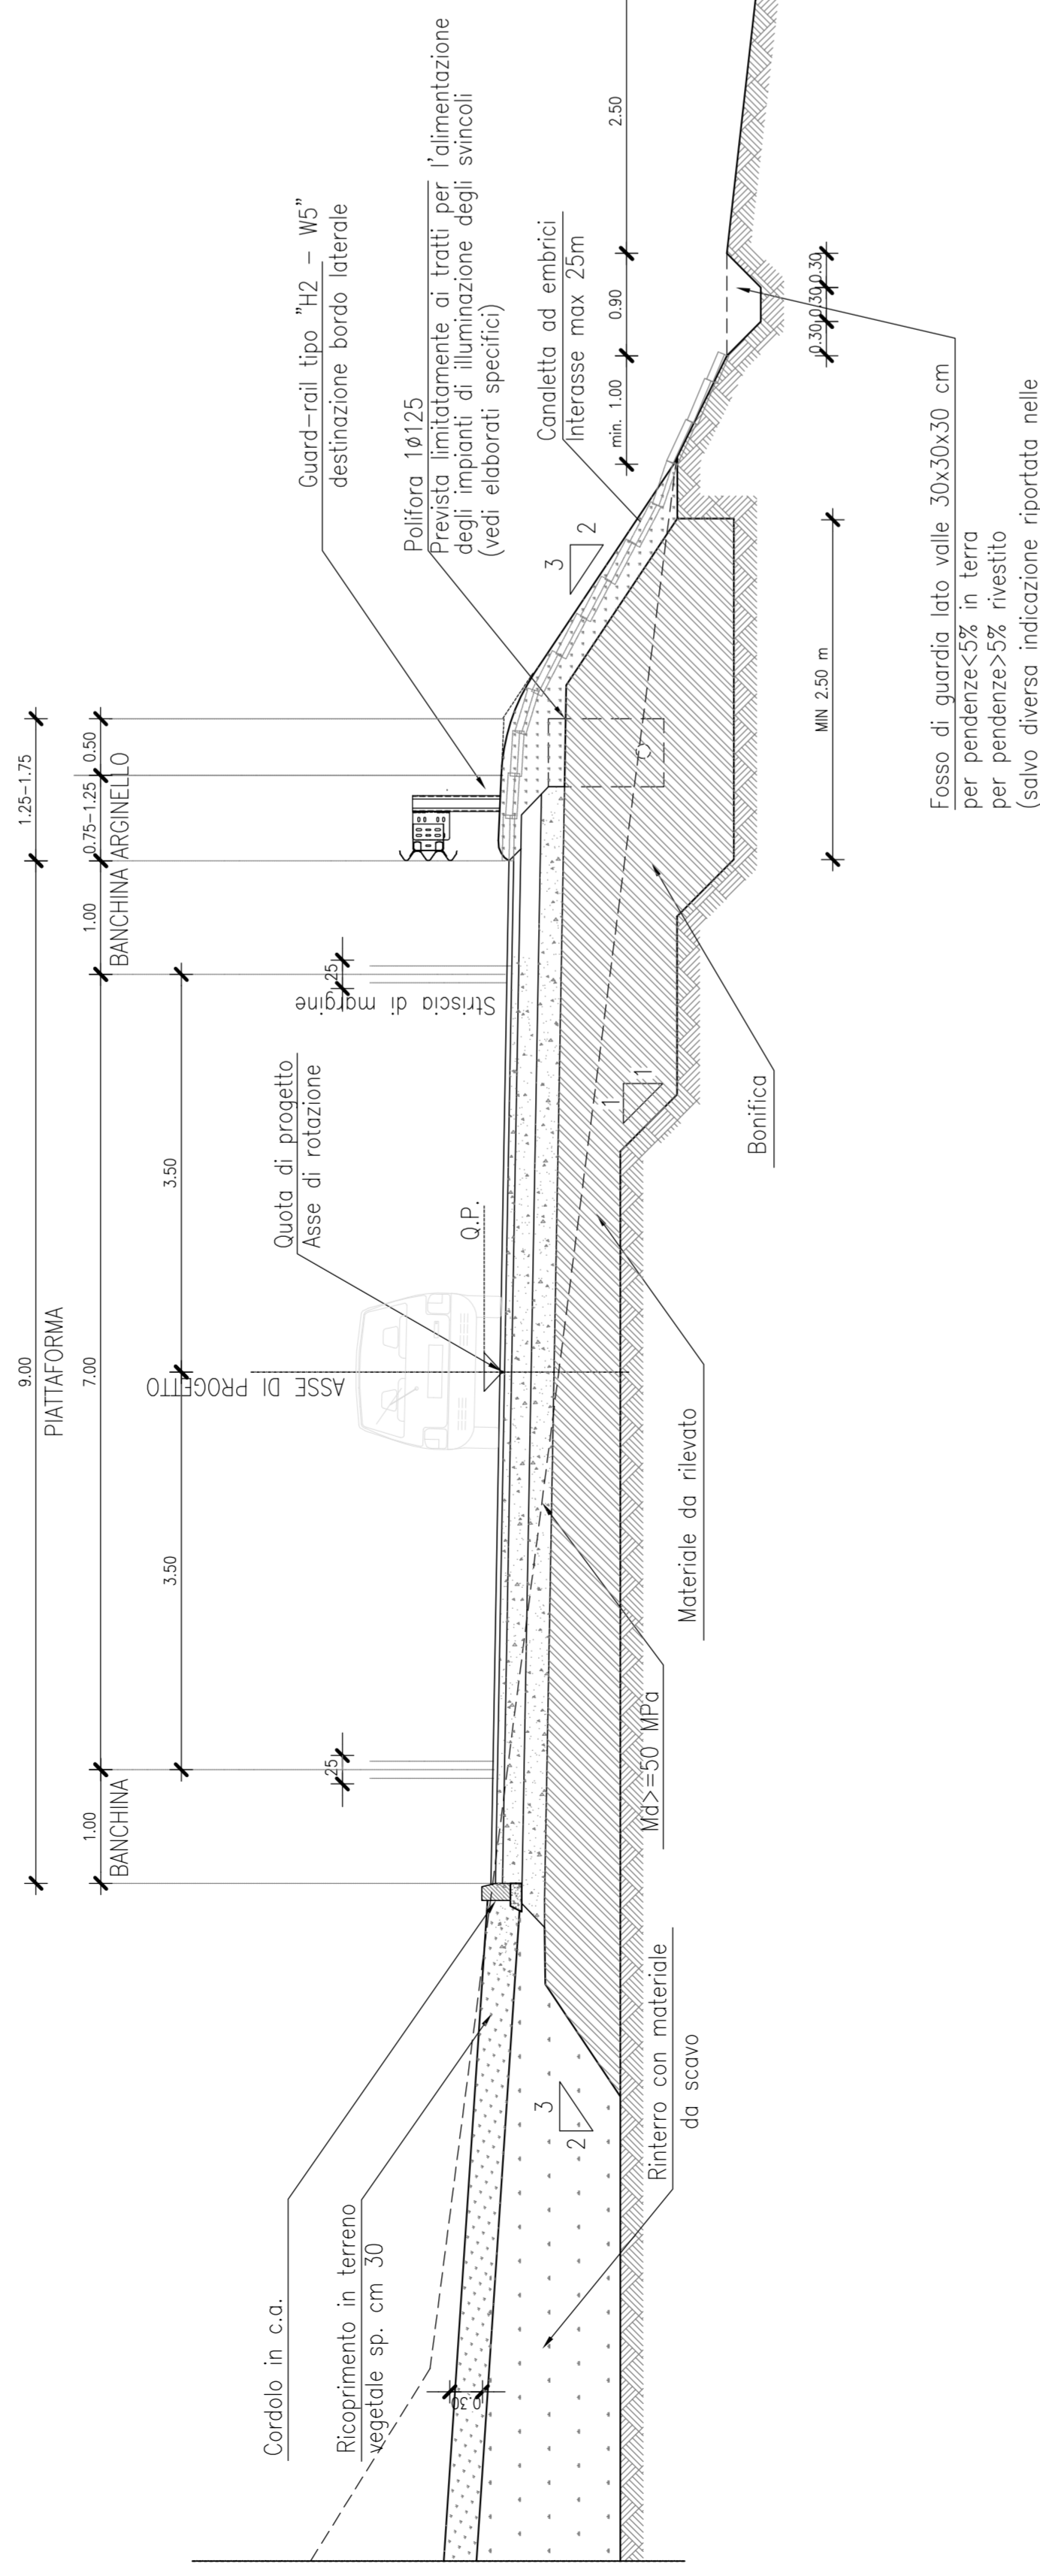 9.00
1.25-1.75
PIATTAFORMA
1.00
7.00
1.00
0.75-1.25
0.50
BANCHINA
BANCHINA
ARGINELLO
3.50
3.50
ASSE DI PROGETTO
Quota di progetto
Asse di rotazione
Q.P.
.25
.25
Striscia di margine
Guard-rail tipo "H2 - W5"
destinazione bordo laterale
Polifora 1ø125
Prevista limitatamente ai tratti per l'alimentazione
degli impianti di illuminazione degli svincoli
(vedi elaborati specifici)
Canaletta ad embrici
Interasse max 25m
min. 1.00
0.90
2.50
3
2
Cordolo in c.a.
Ricoprimento in terreno
vegetale sp. cm 30
0.30
3
2
Rinterro con materiale
da scavo
Md>=50 MPa
Materiale da rilevato
1
1
Bonifica
MIN 2.50 m
0.30
0.30
0.30
Fosso di guardia lato valle 30x30x30 cm
per pendenze<5% in terra
per pendenze>5% rivestito
(salvo diversa indicazione riportata nelle